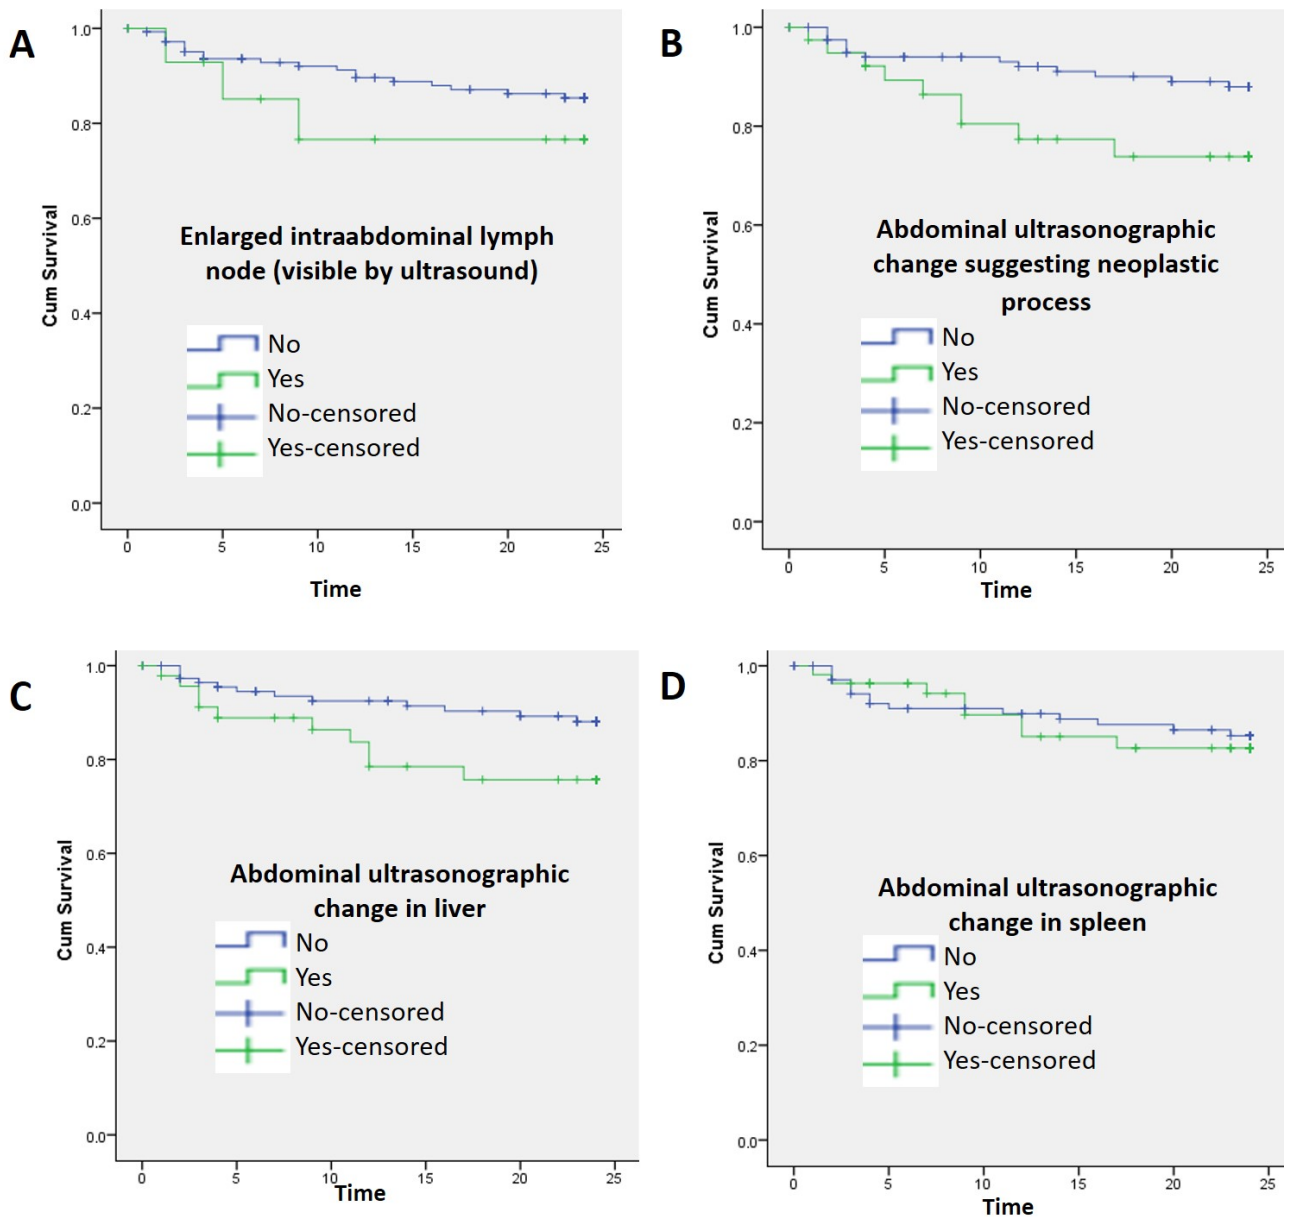 A
1.0
0.8
0.6
0.4
0.2
0.0
Cum Survival
Enlarged intraabdominal lymph
node (visible by ultrasound)
No
Yes
No-censored
Yes-censored
0 5 10 15 20 25
Time
B
1.0
0.8
0.6
0.4
0.2
0.0
Cum Survival
Abdominal ultrasonographic
change suggesting neoplastic
process
No
Yes
No-censored
Yes-censored
0 5 10 15 20 25
Time
C
1.0
0.8
0.6
0.4
0.2
0.0
Cum Survival
Abdominal ultrasonographic
change in liver
No
Yes
No-censored
Yes-censored
0 5 10 15 20 25
Time
D
1,0
0.8
0.6
0.4
0.2
0.0
Cum Survival
Abdominal ultrasonographic
change in spleen
No
Yes
No-censored
Yes-censored
0 5 10 15 20 25
Time